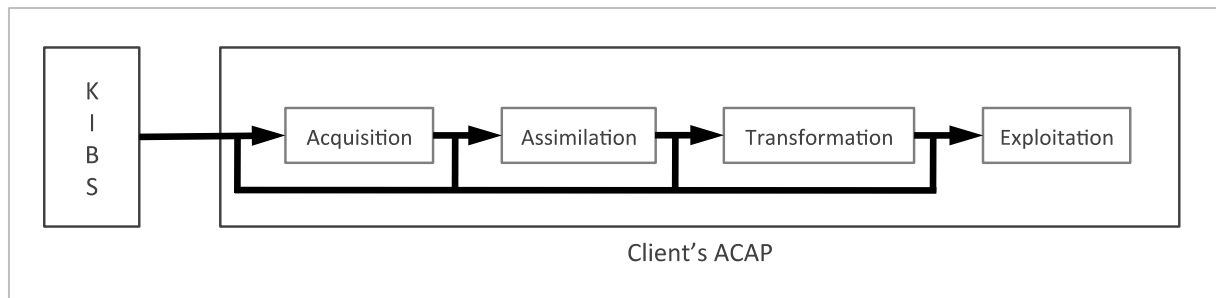 K
I
B
S
Acquisition
Assimilation
Transformation
Exploitation
Client’s ACAP